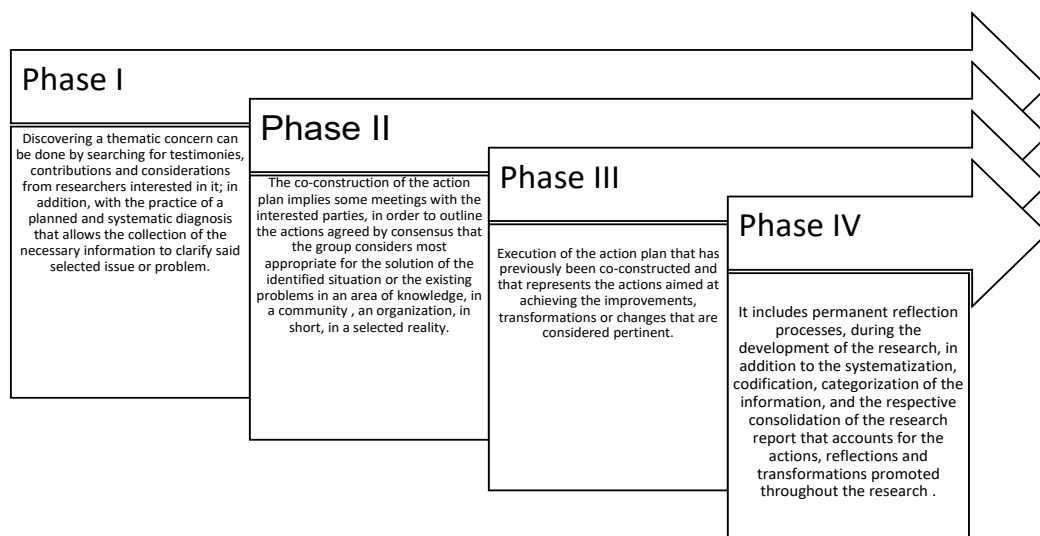 Phase I
Discovering a thematic concern can
be done by searching for testimonies,
contributions and considerations
from researchers interested in it; in
addition, with the practice of a
planned and systematic diagnosis
that allows the collection of the
necessary information to clarify said
selected issue or problem.
Phase II
The co-construction of the action
plan implies some meetings with the
interested parties, in order to outline
the actions agreed by consensus that
the group considers most
appropriate for the solution of the
identified situation or the existing
problems in an area of knowledge, in
a community , an organization, in
short, in a selected reality.
Phase III
Execution of the action plan that has
previously been co-constructed and
that represents the actions aimed at
achieving the improvements,
transformations or changes that are
considered pertinent.
Phase IV
It includes permanent reflection
processes, during the
development of the research, in
addition to the systematization,
codification, categorization of the
information, and the respective
consolidation of the research
report that accounts for the
actions, reflections and
transformations promoted
throughout the research .